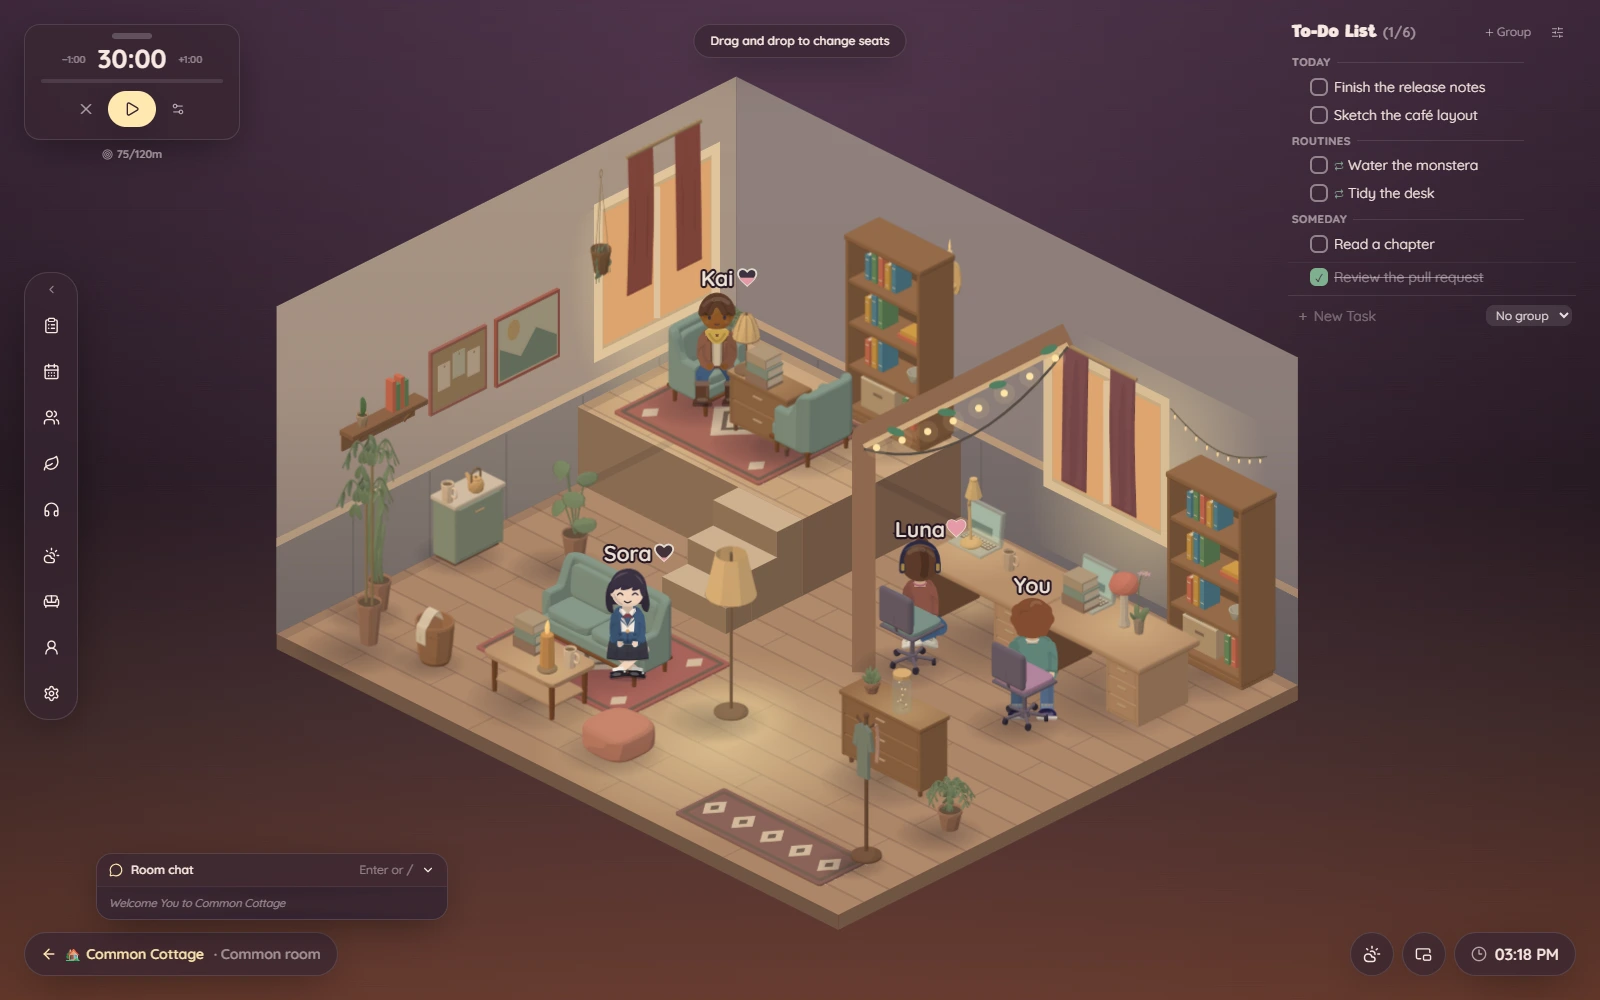 −1:00 30:00 +1:00
75/120m
Drag and drop to change seats
To-Do List (1/6) + Group
TODAY
Finish the release notes
Sketch the café layout
ROUTINES
Water the monstera
Tidy the desk
SOMEDAY
Read a chapter
Review the pull request
+ New Task No group
Kai
Luna
Sora
You
Room chat Enter or /
Welcome You to Common Cottage
Common Cottage · Common room
03:18 PM